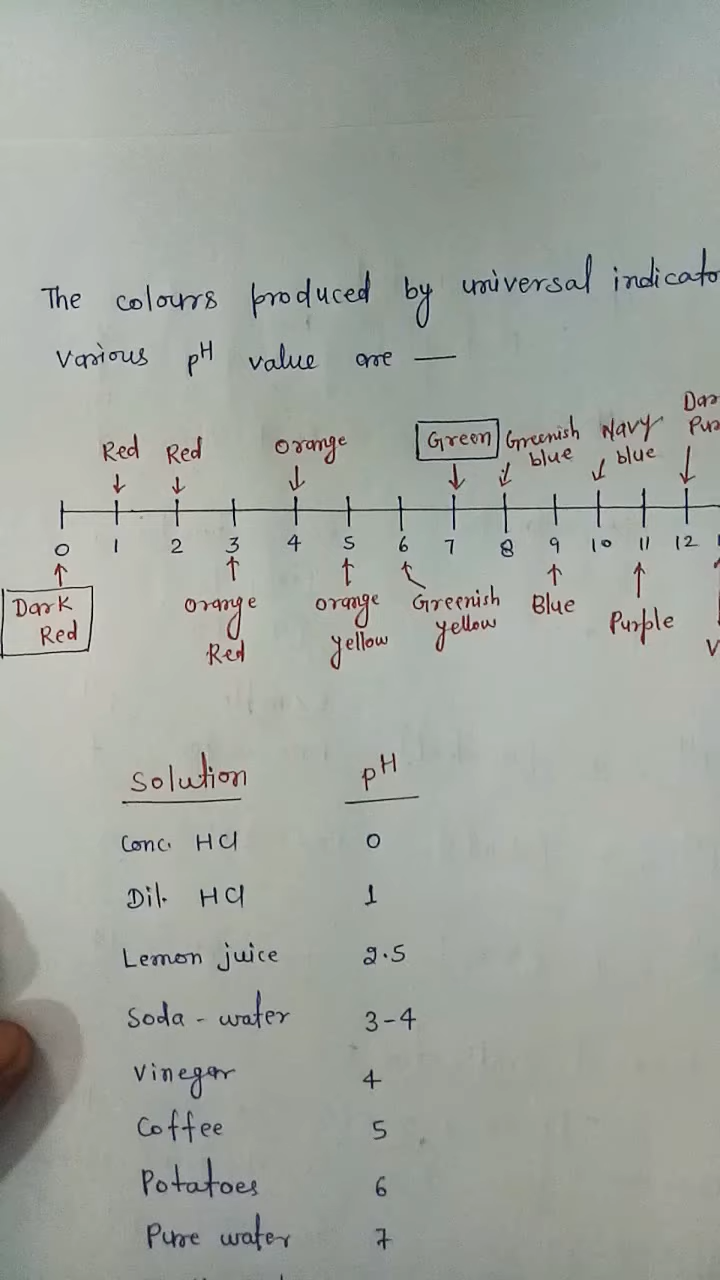 The colours produced by universal indicato
Various pH value are —
Red Red Orange Green Greenish blue Navy blue Dar Pur
0 1 2 3 4 5 6 7 8 9 10 11 12
Dark Red Orange Red Orange yellow Greenish yellow Blue Purple V
Solution pH
Conc. HCl 0
Dil. HCl 1
Lemon juice 2.5
Soda - water 3-4
Vinegar 4
Coffee 5
Potatoes 6
Pure water 7